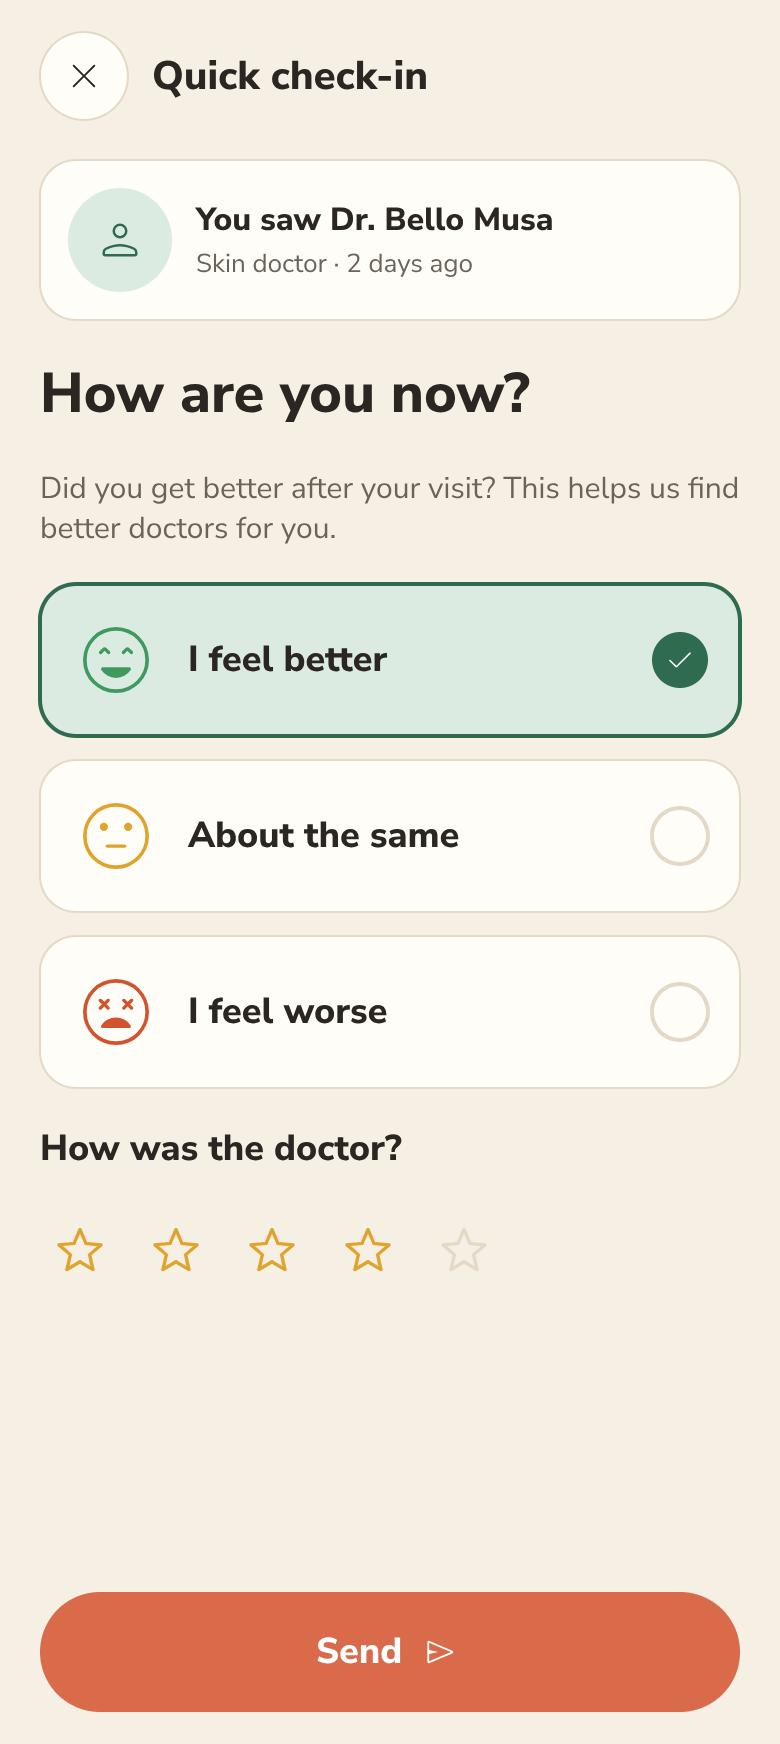 Quick check-in
You saw Dr. Bello Musa
Skin doctor · 2 days ago
How are you now?
Did you get better after your visit? This helps us find
better doctors for you.
I feel better
About the same
I feel worse
How was the doctor?
Send